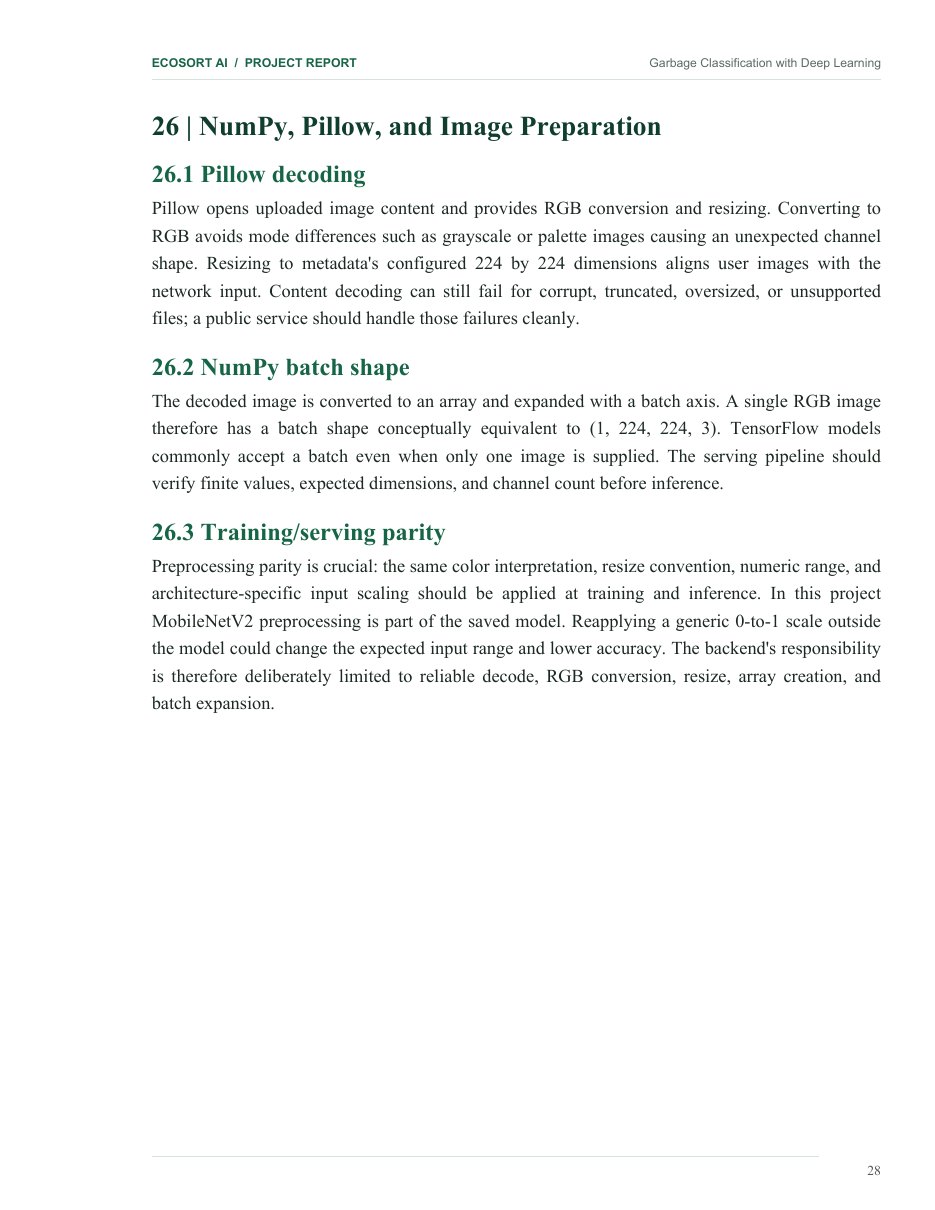 ECOSORT AI / PROJECT REPORT
Garbage Classification with Deep Learning
26 | NumPy, Pillow, and Image Preparation
26.1 Pillow decoding
Pillow opens uploaded image content and provides RGB conversion and resizing. Converting to
RGB avoids mode differences such as grayscale or palette images causing an unexpected channel
shape. Resizing to metadata's configured 224 by 224 dimensions aligns user images with the
network input. Content decoding can still fail for corrupt, truncated, oversized, or unsupported
files; a public service should handle those failures cleanly.
26.2 NumPy batch shape
The decoded image is converted to an array and expanded with a batch axis. A single RGB image
therefore has a batch shape conceptually equivalent to (1, 224, 224, 3). TensorFlow models
commonly accept a batch even when only one image is supplied. The serving pipeline should
verify finite values, expected dimensions, and channel count before inference.
26.3 Training/serving parity
Preprocessing parity is crucial: the same color interpretation, resize convention, numeric range, and
architecture-specific input scaling should be applied at training and inference. In this project
MobileNetV2 preprocessing is part of the saved model. Reapplying a generic 0-to-1 scale outside
the model could change the expected input range and lower accuracy. The backend's responsibility
is therefore deliberately limited to reliable decode, RGB conversion, resize, array creation, and
batch expansion.
28